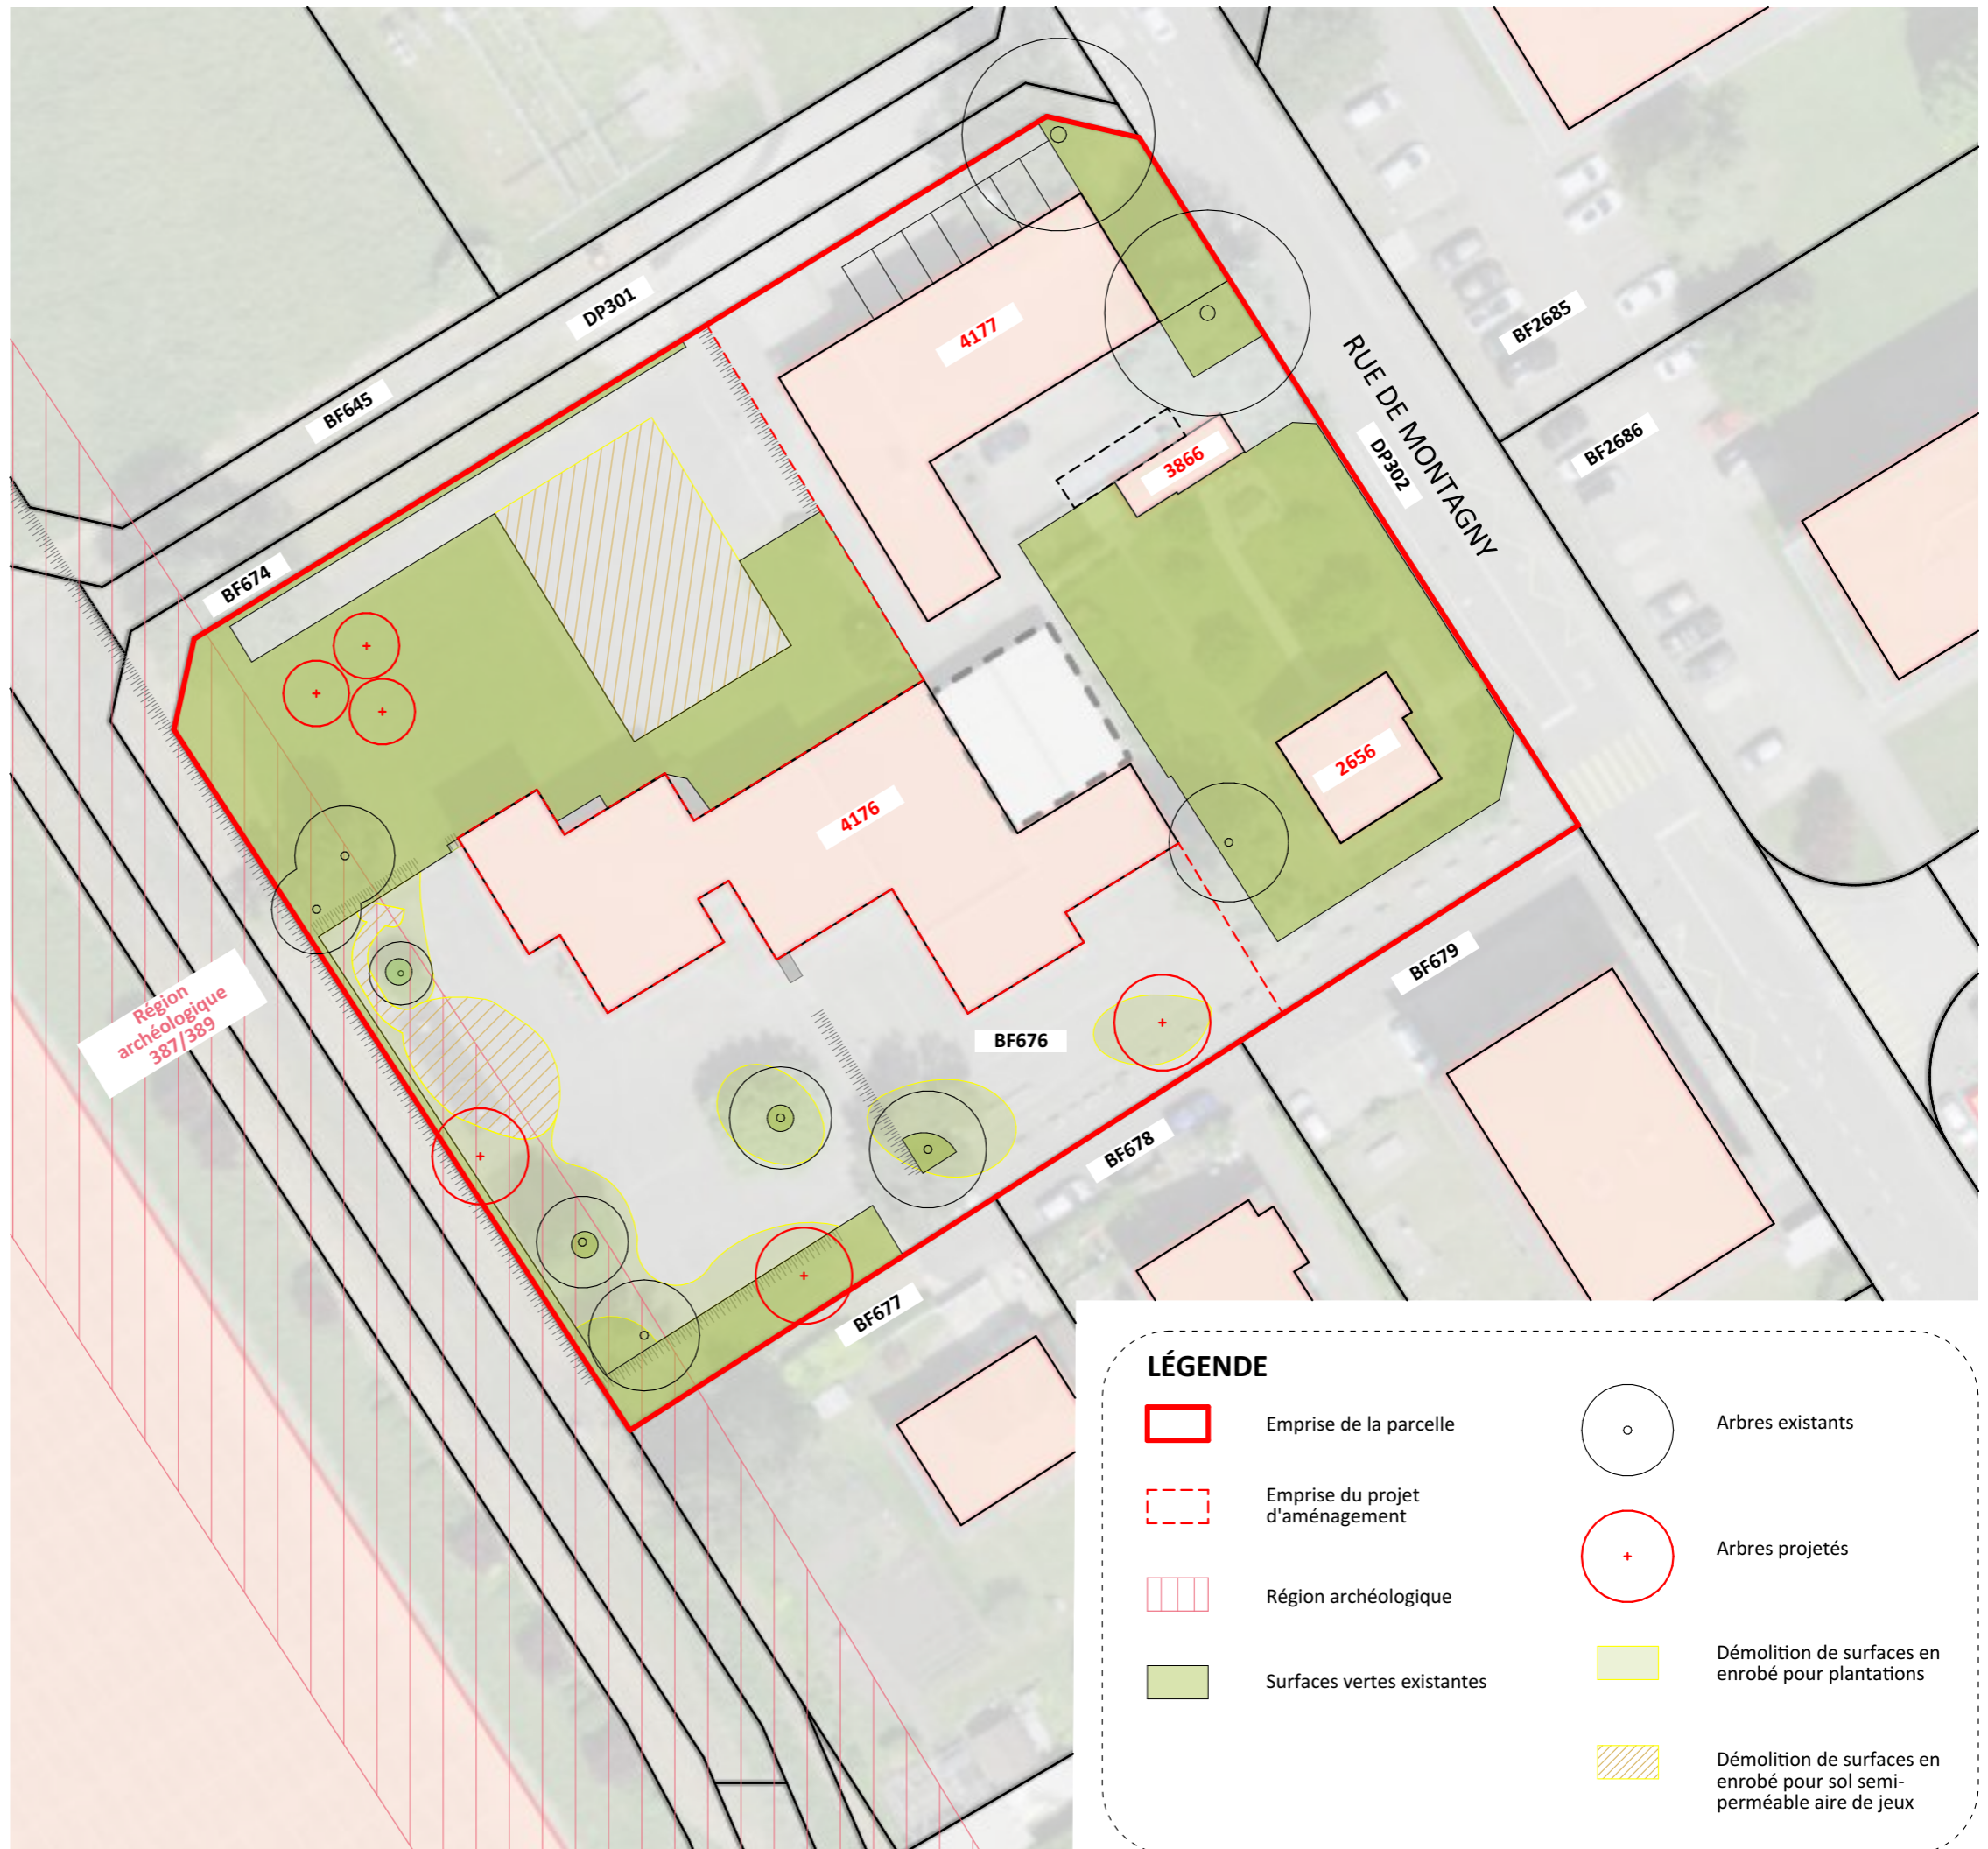 DP301
4177
BF645
BF2685
RUE DE MONTAGNY
BF2686
3866
DP302
BF674
2656
4176
Région
archéologique
387/389
BF679
BF676
BF678
BF677
LÉGENDE
Emprise de la parcelle
Emprise du projet
d'aménagement
Région archéologique
Surfaces vertes existantes
Arbres existants
Arbres projetés
Démolition de surfaces en
enrobé pour plantations
Démolition de surfaces en
enrobé pour sol semi-
perméable aire de jeux